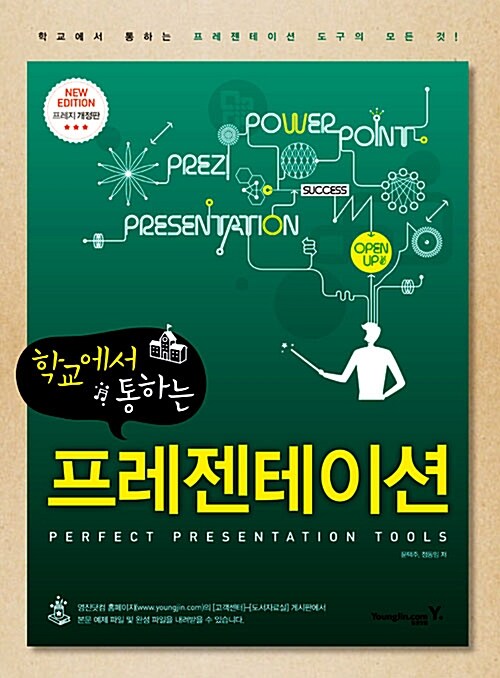 학교에서 통하는 프레젠테이션 도구의 모든 것!
NEW
EDITION
프레지 개정판
POWER POINT
PREZI
SUCCESS
PRESENTATION
OPEN
UP
학교에서
통하는
프레젠테이션
PERFECT PRESENTATION TOOLS
영진닷컴 홈페이지(www.youngjin.com)의 [고객센터]-[도서자료실] 게시판에서
본문 예제 파일 및 완성 파일을 내려받을 수 있습니다.
YoungJin.com Y.